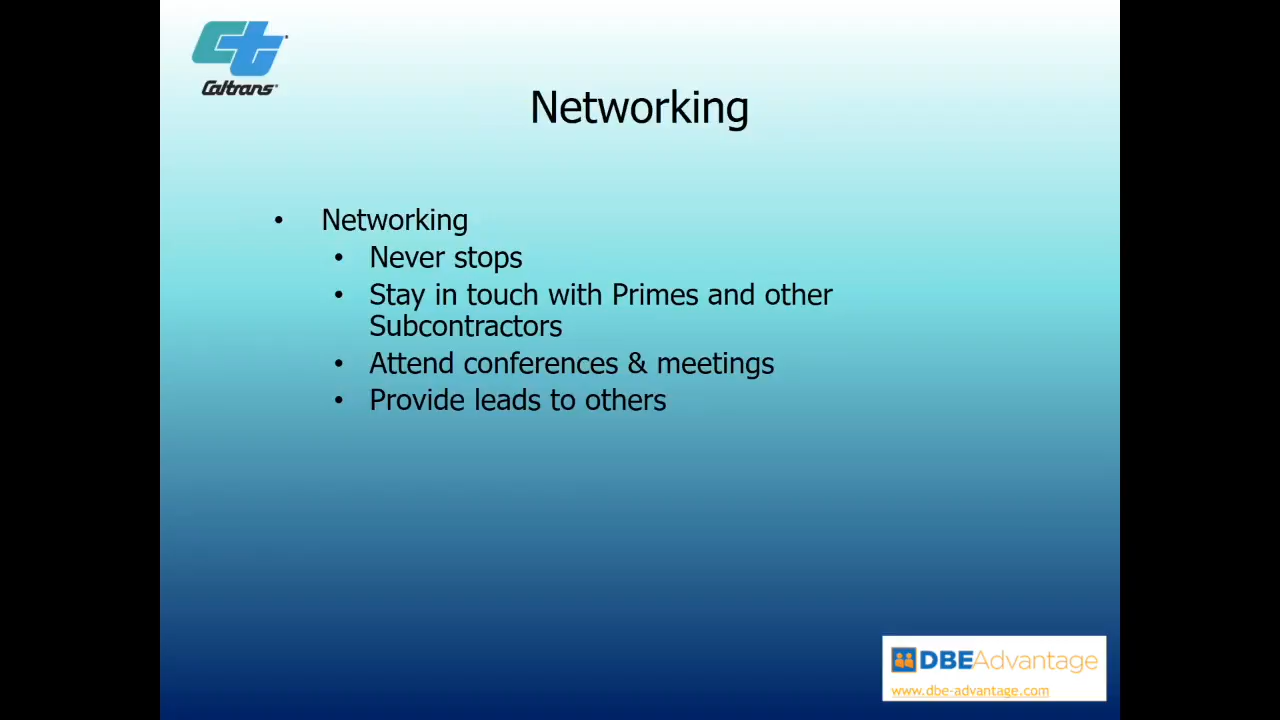 Caltrans
Networking
• Networking
• Never stops
• Stay in touch with Primes and other
Subcontractors
• Attend conferences & meetings
• Provide leads to others
DBEAdvantage
www.dbe-advantage.com